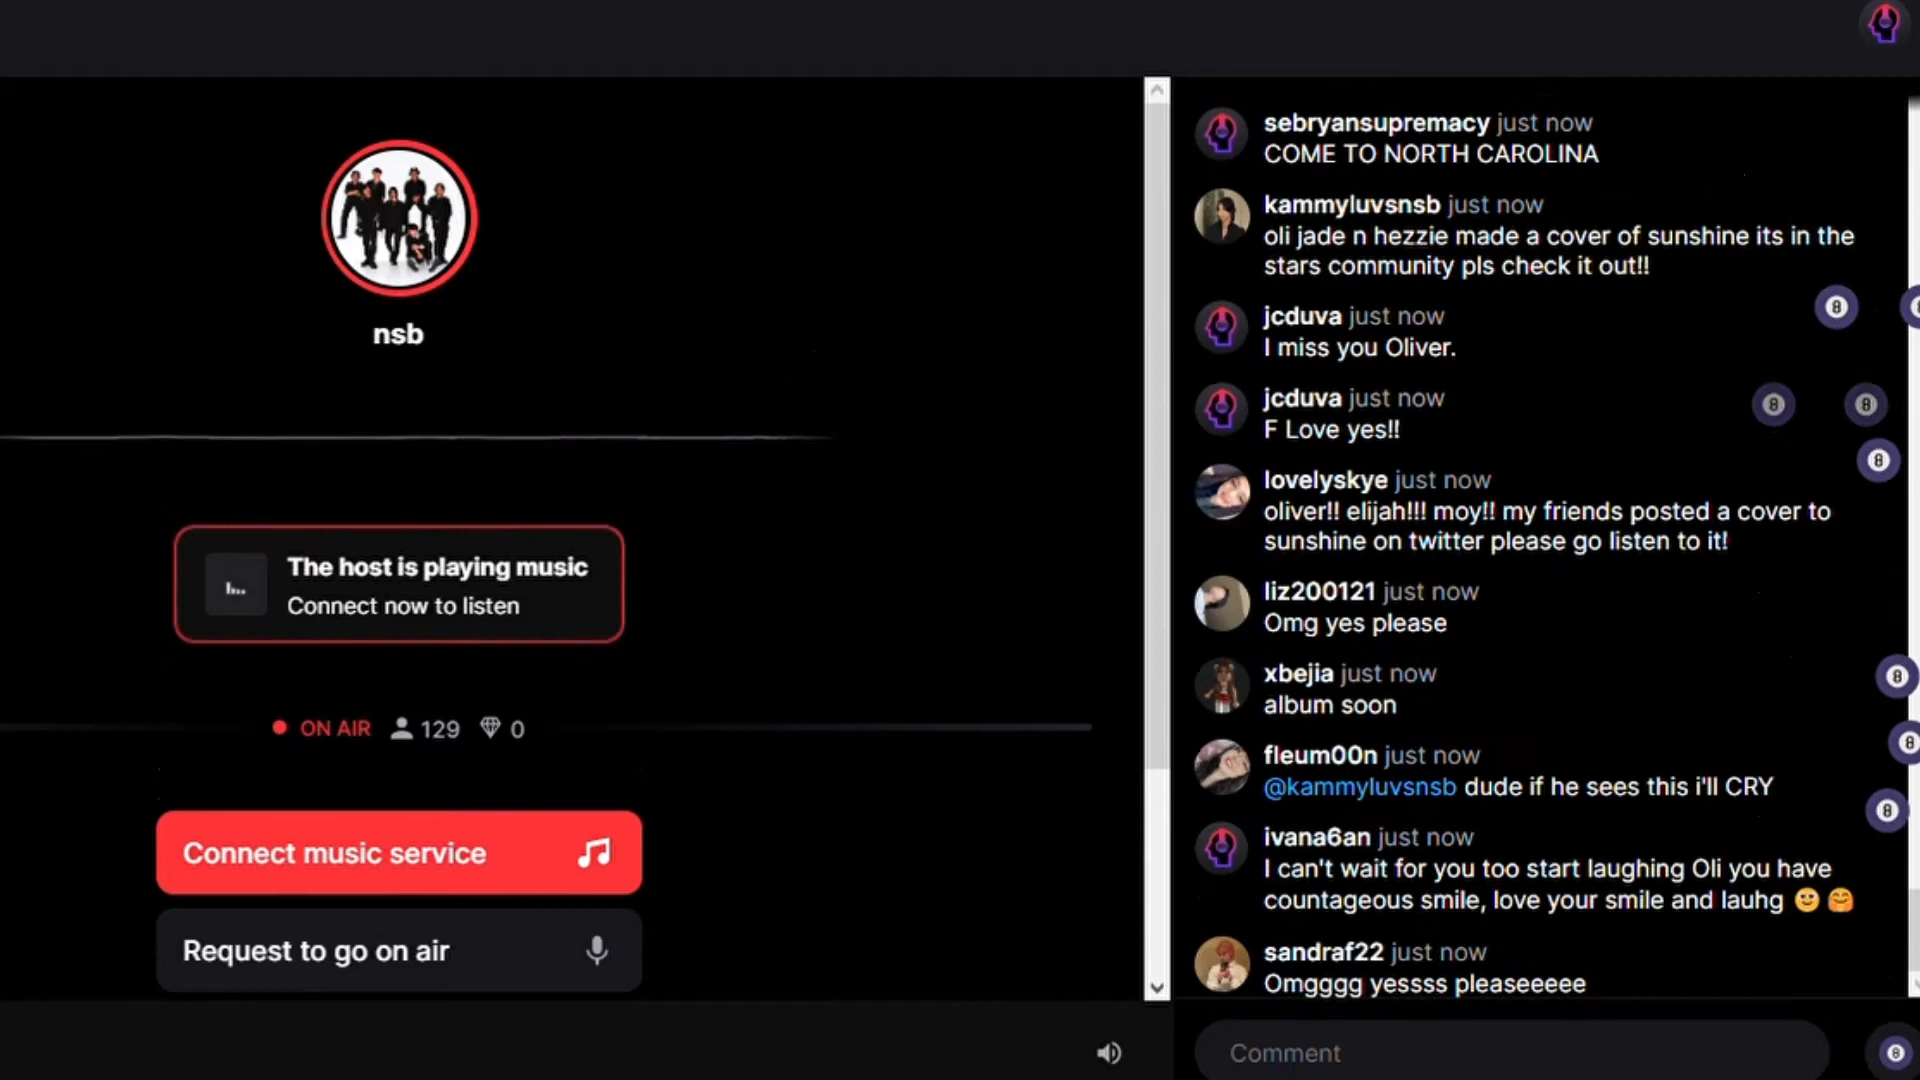 nsb
The host is playing music
Connect now to listen
ON AIR 129 0
Connect music service
Request to go on air
sebryansupremacy just now
COME TO NORTH CAROLINA
kammyluvsnsb just now
oli jade n hezzie made a cover of sunshine its in the
stars community pls check it out!!
jcduva just now
I miss you Oliver.
jcduva just now
F Love yes!!
lovelyskye just now
oliver!! elijah!!! moy!! my friends posted a cover to
sunshine on twitter please go listen to it!
liz200121 just now
Omg yes please
xbejia just now
album soon
fleum00n just now
@kammyluvsnsb dude if he sees this i'll CRY
ivana6an just now
I can't wait for you too start laughing Oli you have
countageous smile, love your smile and lauhg 🙂 🤗
sandraf22 just now
Omgggg yessss pleaseeeee
Comment